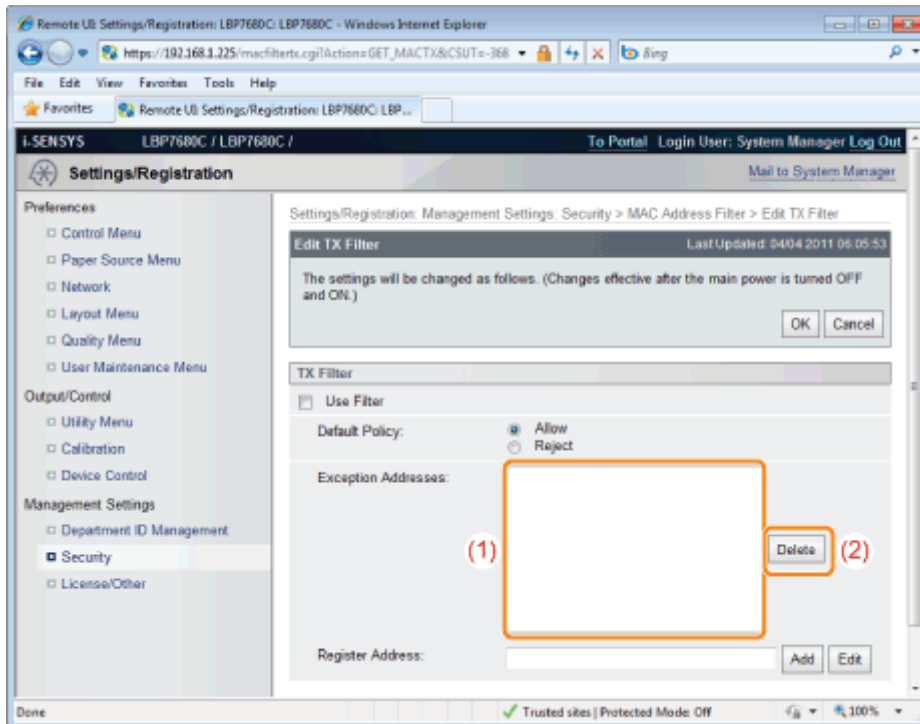 Remote UI: Settings/Registration: LBP7680C: LBP7680C - Windows Internet Explorer
https://192.168.1.225/macfiltertx.cgi?Action=GET_MACTX&CSUT=-368
Bing
File Edit View Favorites Tools Help
Favorites
Remote UI: Settings/Registration: LBP7680C: LBP...
i-SENSYS LBP7680C / LBP7680C /
To Portal Login User: System Manager Log Out
Settings/Registration
Mail to System Manager
Preferences
Control Menu
Paper Source Menu
Network
Layout Menu
Quality Menu
User Maintenance Menu
Output/Control
Utility Menu
Calibration
Device Control
Management Settings
Department ID Management
Security
License/Other
Settings/Registration: Management Settings: Security > MAC Address Filter > Edit TX Filter
Edit TX Filter
Last Updated: 04/04 2011 06:05:53
The settings will be changed as follows. (Changes effective after the main power is turned OFF
and ON.)
OK Cancel
TX Filter
Use Filter
Default Policy:
Allow
Reject
Exception Addresses:
(1)
Delete
(2)
Register Address:
Add Edit
Done
Trusted sites | Protected Mode: Off
100%